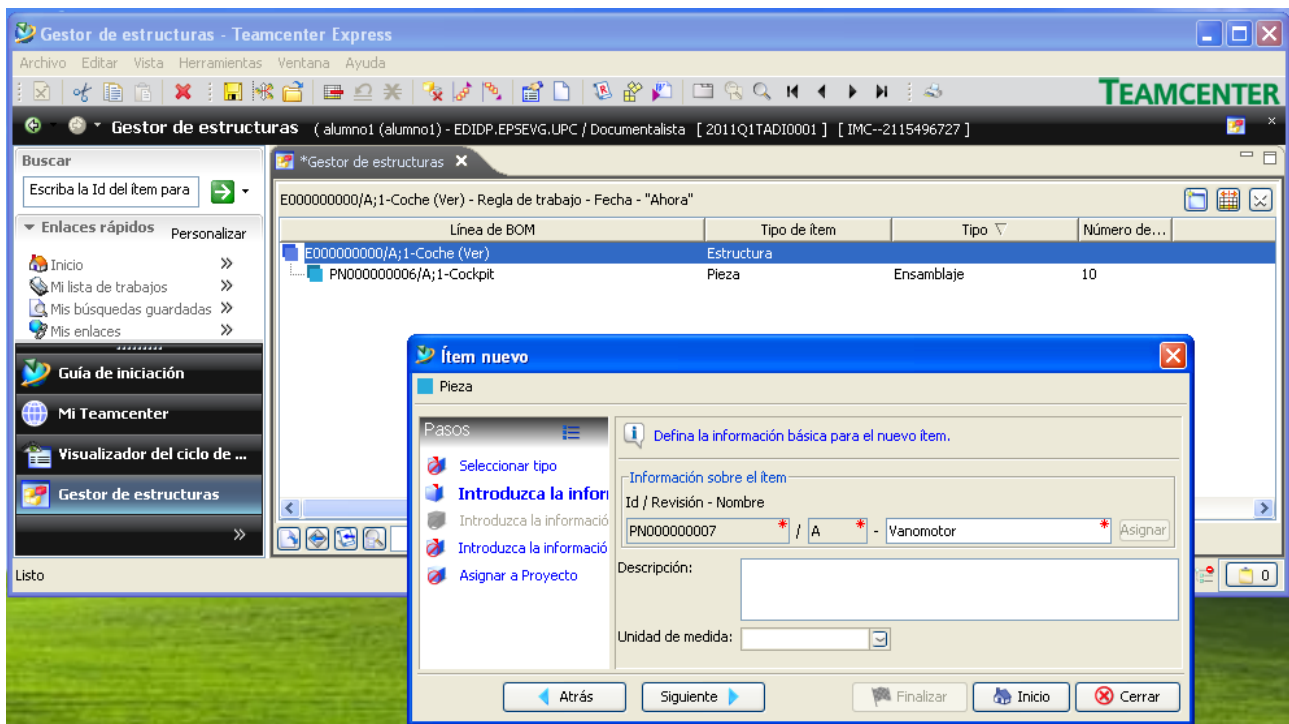 Gestor de estructuras - Teamcenter Express
Archivo Editar Vista Herramientas Ventana Ayuda
TEAMCENTER
Gestor de estructuras ( alumno1 (alumno1) - EDIDP.EPSEVG.UPC / Documentalista [ 2011Q1TADI0001 ] [ IMC--2115496727 ]
Buscar
Escriba la Id del ítem para
Enlaces rápidos Personalizar
Inicio
Mi lista de trabajos
Mis búsquedas guardadas
Mis enlaces
Guía de iniciación
Mi Teamcenter
Visualizador del ciclo de ...
Gestor de estructuras
Listo
*Gestor de estructuras
E000000000/A;1-Coche (Ver) - Regla de trabajo - Fecha - "Ahora"
Línea de BOM Tipo de ítem Tipo Número de...
E000000000/A;1-Coche (Ver) Estructura
PN000000006/A;1-Cockpit Pieza Ensamblaje 10
0
Ítem nuevo
Pieza
Pasos
Seleccionar tipo
Introduzca la infor
Introduzca la informació
Introduzca la informació
Asignar a Proyecto
Defina la información básica para el nuevo ítem.
Información sobre el ítem
Id / Revisión - Nombre
PN000000007 * / A * - Vanomotor * Asignar
Descripción:
Unidad de medida:
Atrás Siguiente Finalizar Inicio Cerrar